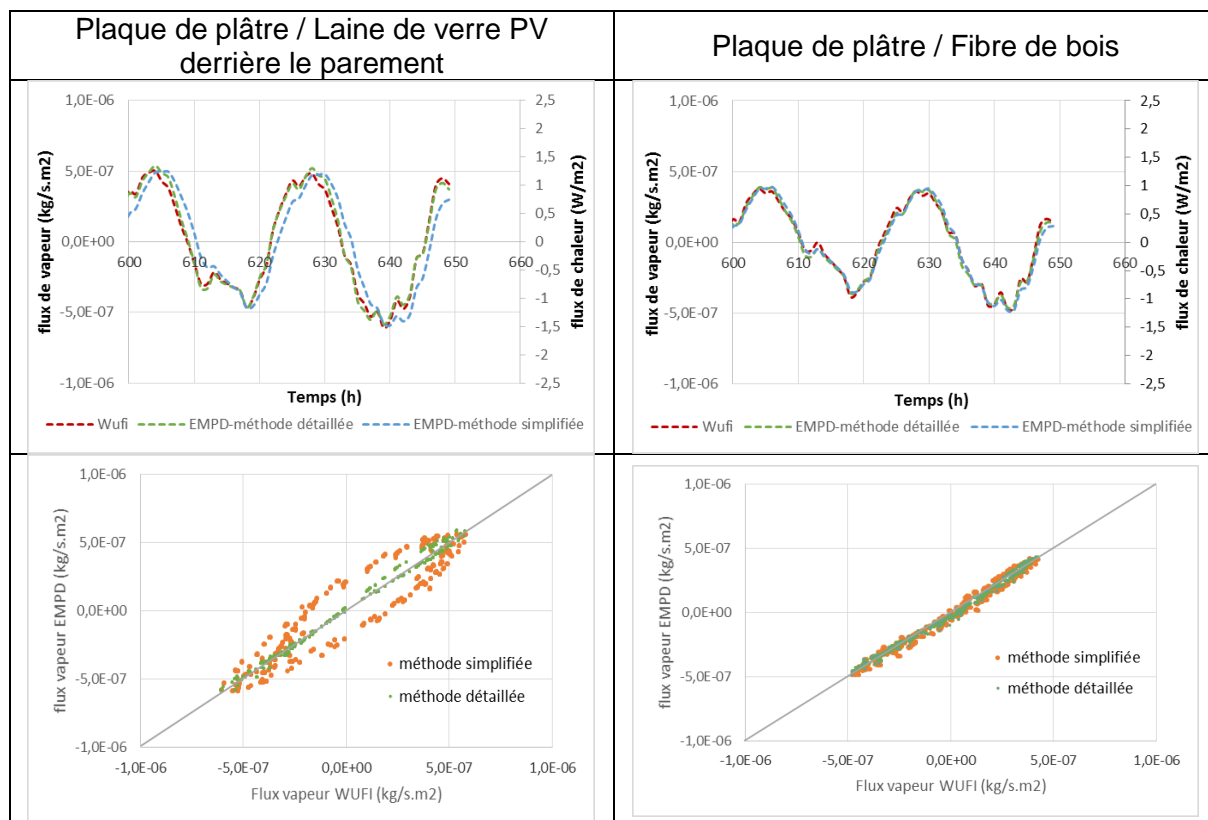 Plaque de plâtre / Laine de verre PV
derrière le parement
Plaque de plâtre / Fibre de bois
1,0E-06
5,0E-07
0,0E+00
-5,0E-07
-1,0E-06
flux de vapeur (kg/s.m2)
600
610
620
630
640
650
660
2,5
2
1,5
1
0,5
0
-0,5
-1
-1,5
-2
-2,5
flux de chaleur (W/m2)
Temps (h)
Wufi
EMPD-méthode détaillée
EMPD-méthode simplifiée
1,0E-06
5,0E-07
0,0E+00
-5,0E-07
-1,0E-06
flux de vapeur (kg/s.m2)
600
610
620
630
640
650
660
2,5
2
1,5
1
0,5
0
-0,5
-1
-1,5
-2
-2,5
flux de chaleur (W/m2)
Temps (h)
Wufi
EMPD-méthode détaillée
EMPD-méthode simplifiée
1,0E-06
5,0E-07
0,0E+00
-5,0E-07
-1,0E-06
flux vapeur EMPD (kg/s.m2)
méthode simplifiée
méthode détaillée
-1,0E-06
-5,0E-07
0,0E+00
5,0E-07
1,0E-06
Flux vapeur WUFI (kg/s.m2)
1,0E-06
5,0E-07
0,0E+00
-5,0E-07
-1,0E-06
flux vapeur EMPD (kg/s.m2)
méthode simplifiée
méthode détaillée
-1,0E-06
-5,0E-07
0,0E+00
5,0E-07
1,0E-06
Flux vapeur WUFI (kg/s.m2)